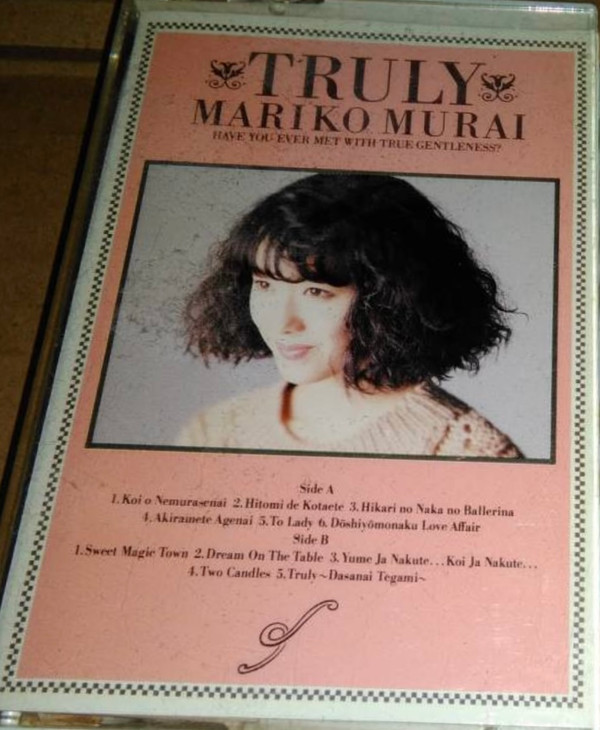 TRULY
MARIKO MURAI
HAVE YOU EVER MET WITH TRUE GENTLENESS?
Side A
1.Koi o Nemurasenai 2.Hitomi de Kotaete 3.Hikari no Naka no Ballerina
4.Akiramete Agenai 5.To Lady 6.Dōshiyōmonaku Love Affair
Side B
1.Sweet Magic Town 2.Dream On The Table 3.Yume Ja Nakute...Koi Ja Nakute...
4.Two Candles 5.Truly~Dasanai Tegami~